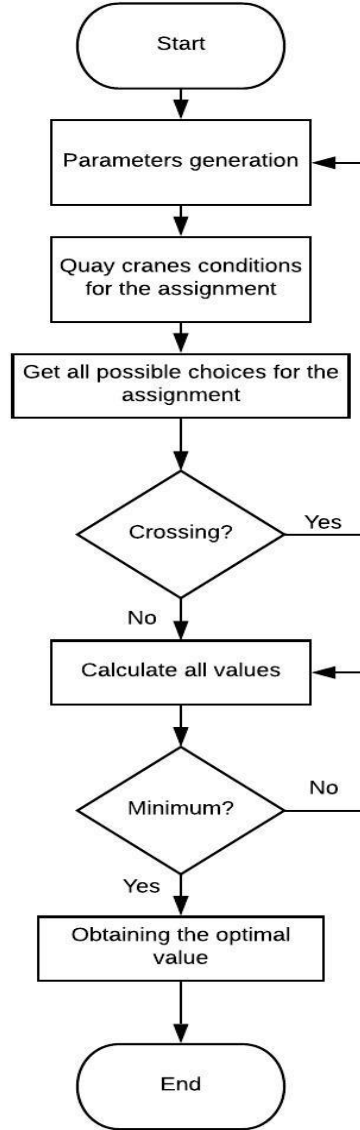 Start
Parameters generation
Quay cranes conditions
for the assignment
Get all possible choices for the
assignment
Crossing?
Yes
No
Calculate all values
Minimum?
No
Yes
Obtaining the optimal
value
End